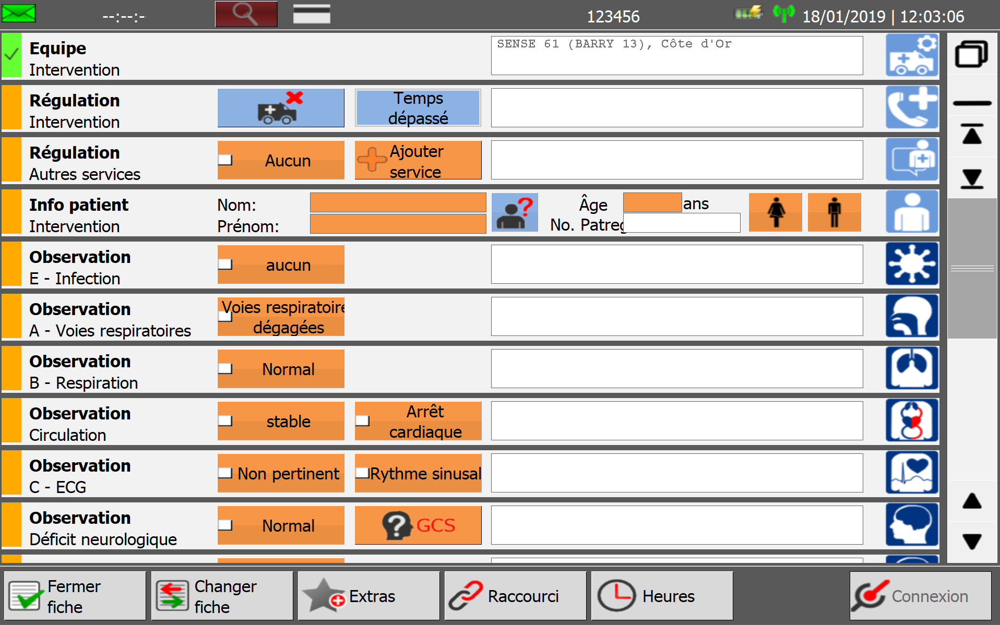 --:--:-
123456
18/01/2019 | 12:03:06
Equipe
Intervention
SENSE 61 (BARRY 13), Côte d'Or
Régulation
Intervention
Temps
dépassé
Régulation
Autres services
Aucun
Ajouter
service
Info patient
Intervention
Nom:
Prénom:
Âge
ans
No. Patreg
Observation
E - Infection
aucun
Observation
A - Voies respiratoires
Voies respiratoire
dégagées
Observation
B - Respiration
Normal
Observation
Circulation
stable
Arrêt
cardiaque
Observation
C - ECG
Non pertinent
Rythme sinusal
Observation
Déficit neurologique
Normal
GCS
Fermer
fiche
Changer
fiche
Extras
Raccourci
Heures
Connexion